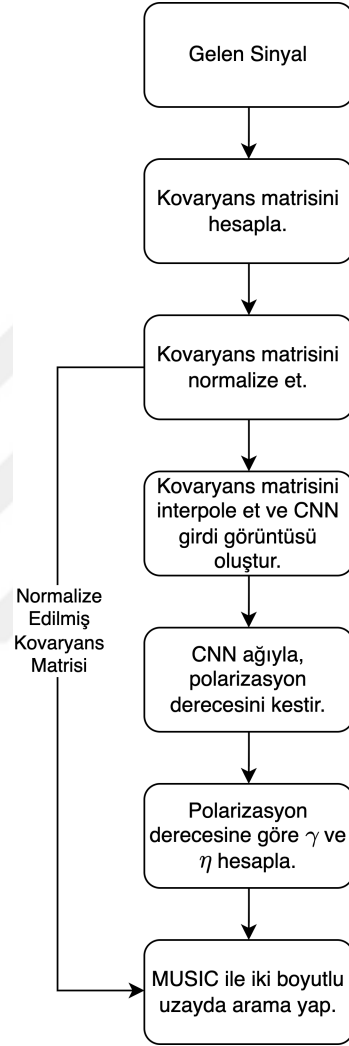 Gelen Sinyal
Kovaryans matrisini
hesapla.
Kovaryans matrisini
normalize et.
Kovaryans matrisini
interpole et ve CNN
girdi görüntüsü
oluştur.
Normalize
Edilmiş
Kovaryans
Matrisi
CNN ağıyla,
polarizasyon
derecesini kestir.
Polarizasyon
derecesine göre γ ve
η hesapla.
MUSIC ile iki boyutlu
uzayda arama yap.